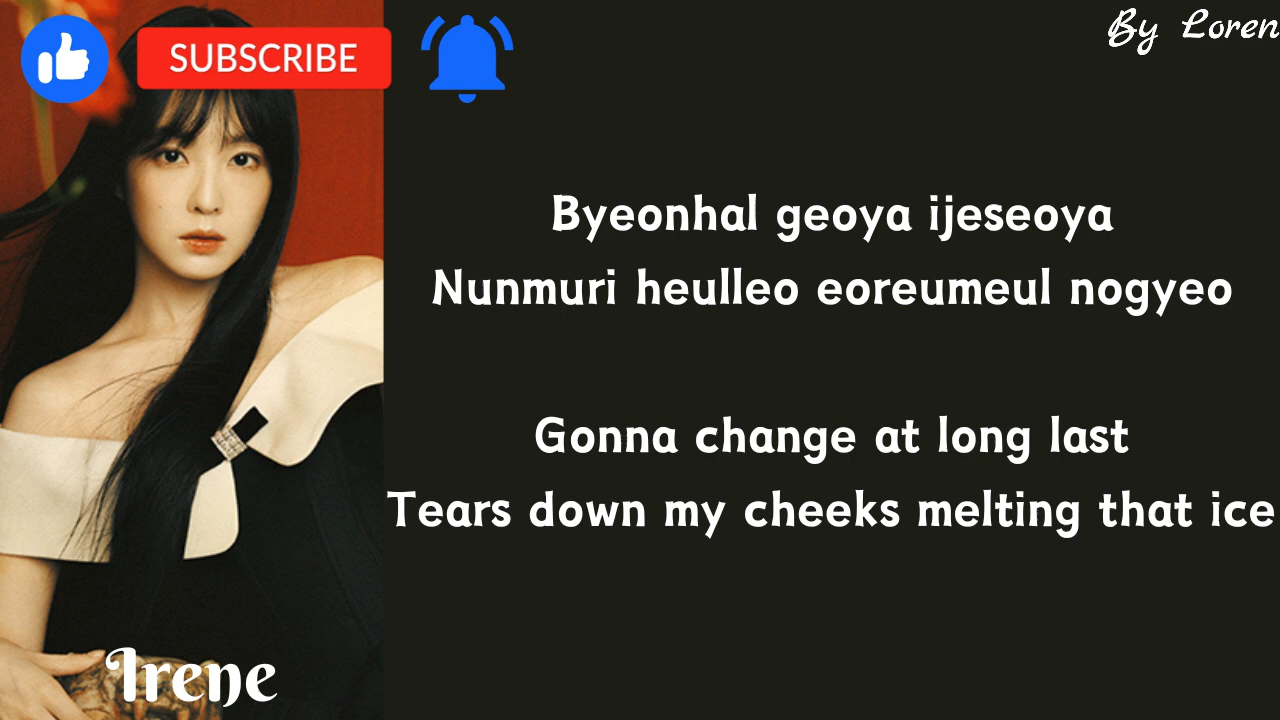 SUBSCRIBE
By Loren
Byeonhal geoya ijeseoya
Nunmuri heulleo eoreumeul nogyeo
Gonna change at long last
Tears down my cheeks melting that ice
Irene